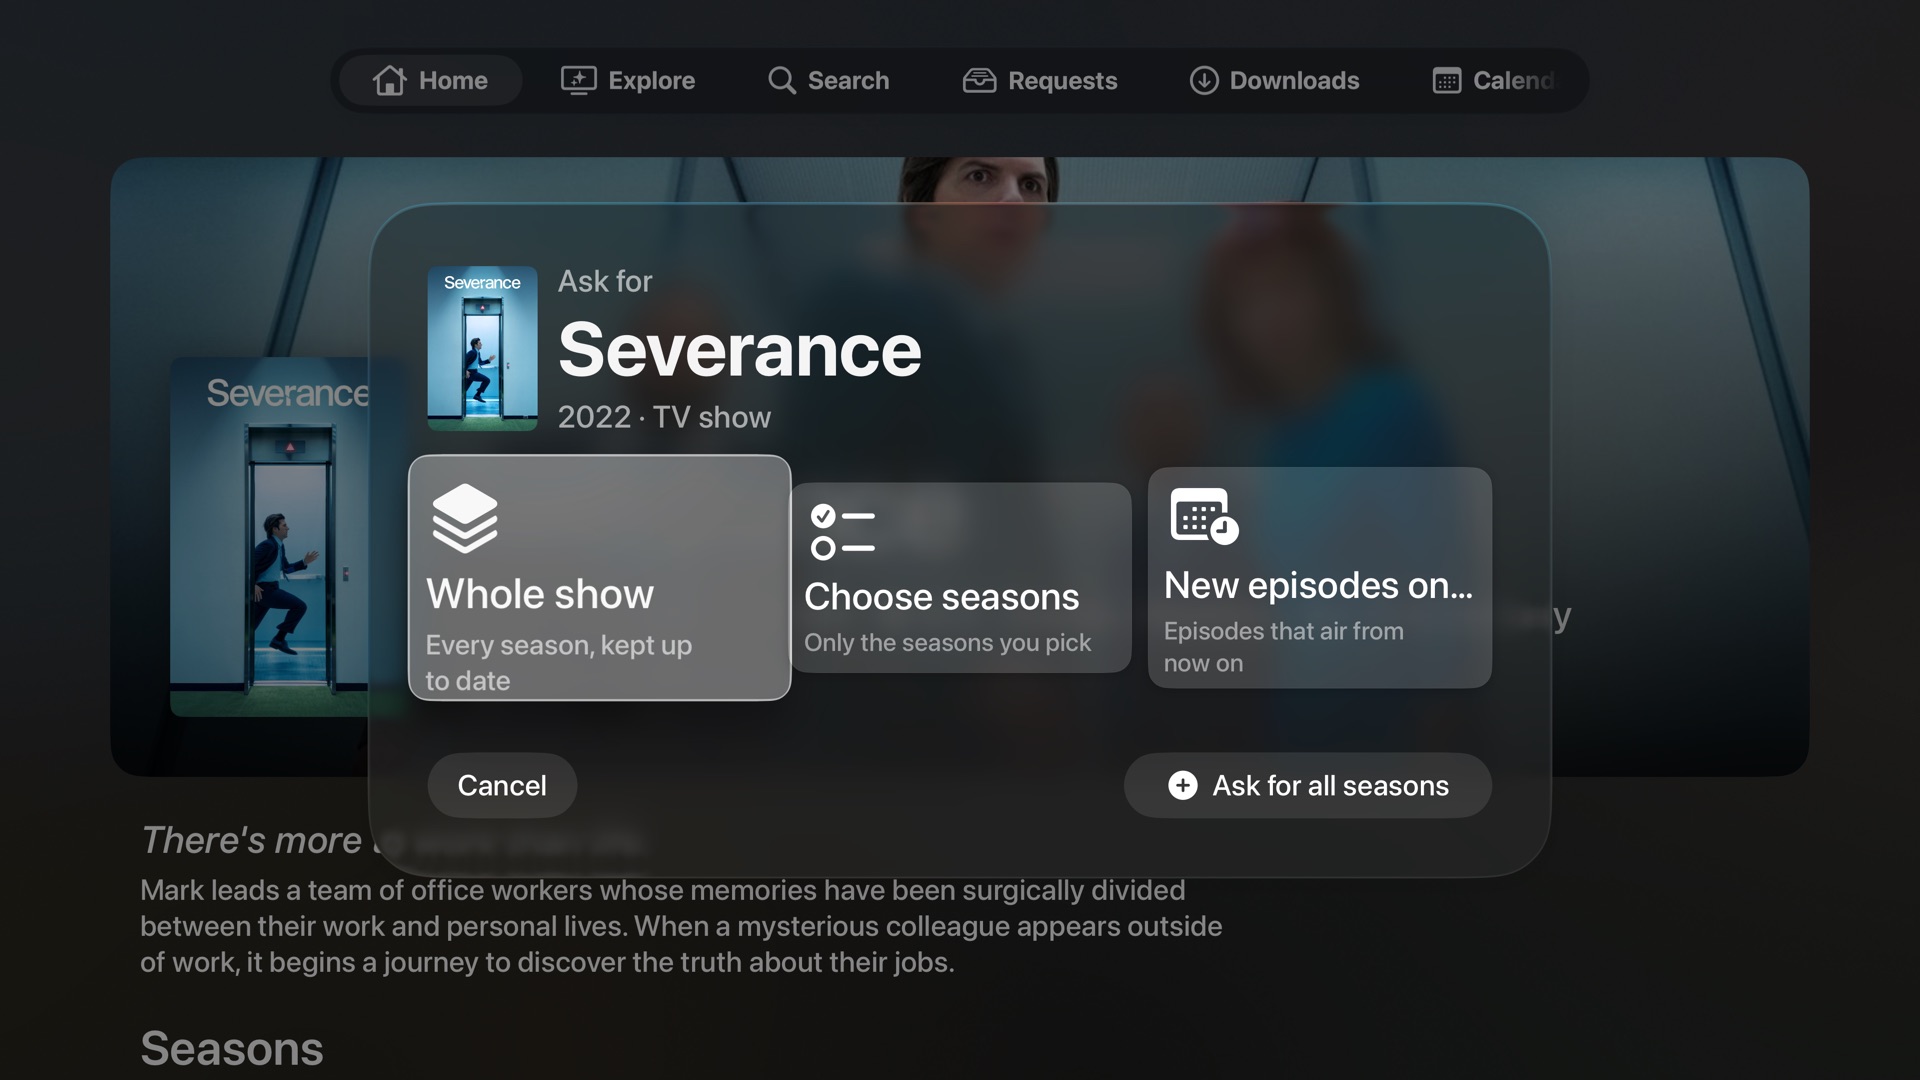 Home
Explore
Search
Requests
Downloads
Calend
Severance
Ask for
Severance
2022 · TV show
Severance
Whole show
Every season, kept up
to date
Choose seasons
Only the seasons you pick
New episodes on...
Episodes that air from
now on
y
Cancel
Ask for all seasons
There's more
Mark leads a team of office workers whose memories have been surgically divided
between their work and personal lives. When a mysterious colleague appears outside
of work, it begins a journey to discover the truth about their jobs.
Seasons